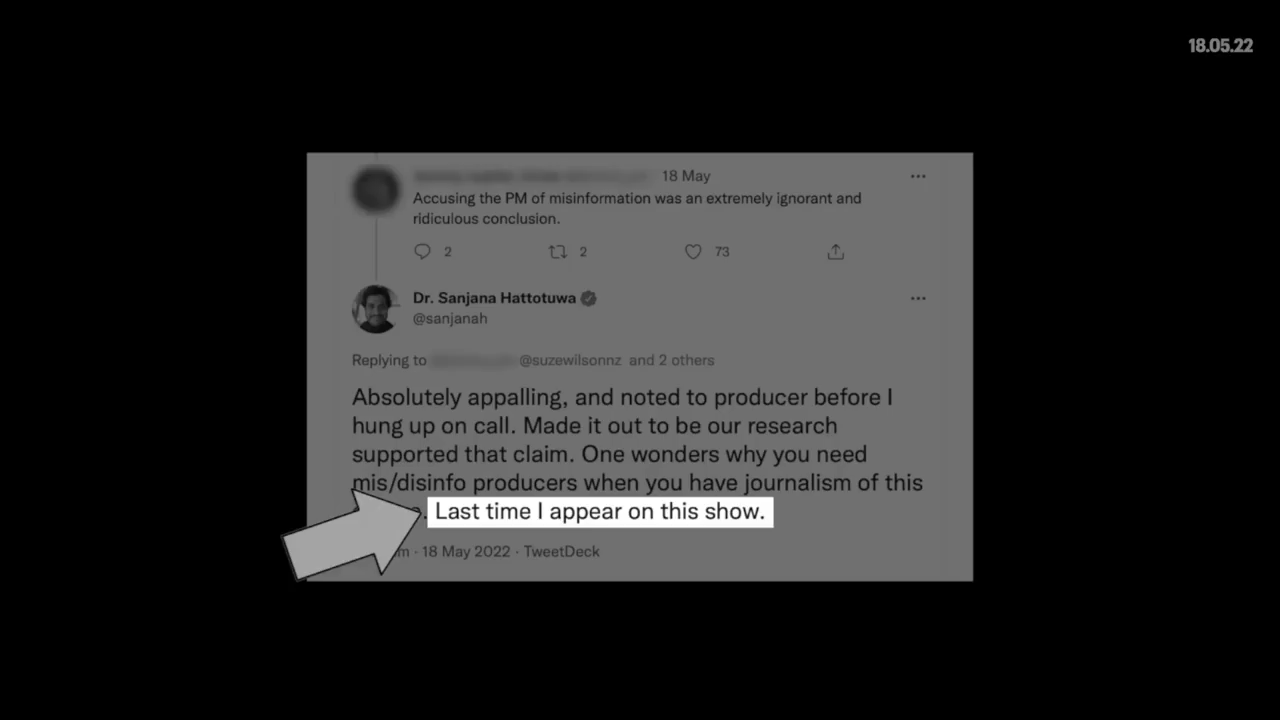 18.05.22
18 May
Accusing the PM of misinformation was an extremely ignorant and
ridiculous conclusion.
2 2 73
Dr. Sanjana Hattotuwa
@sanjanah
Replying to @suzewilsonnz and 2 others
Absolutely appalling, and noted to producer before I
hung up on call. Made it out to be our research
supported that claim. One wonders why you need
mis/disinfo producers when you have journalism of this
Last time I appear on this show.
· 18 May 2022 · TweetDeck